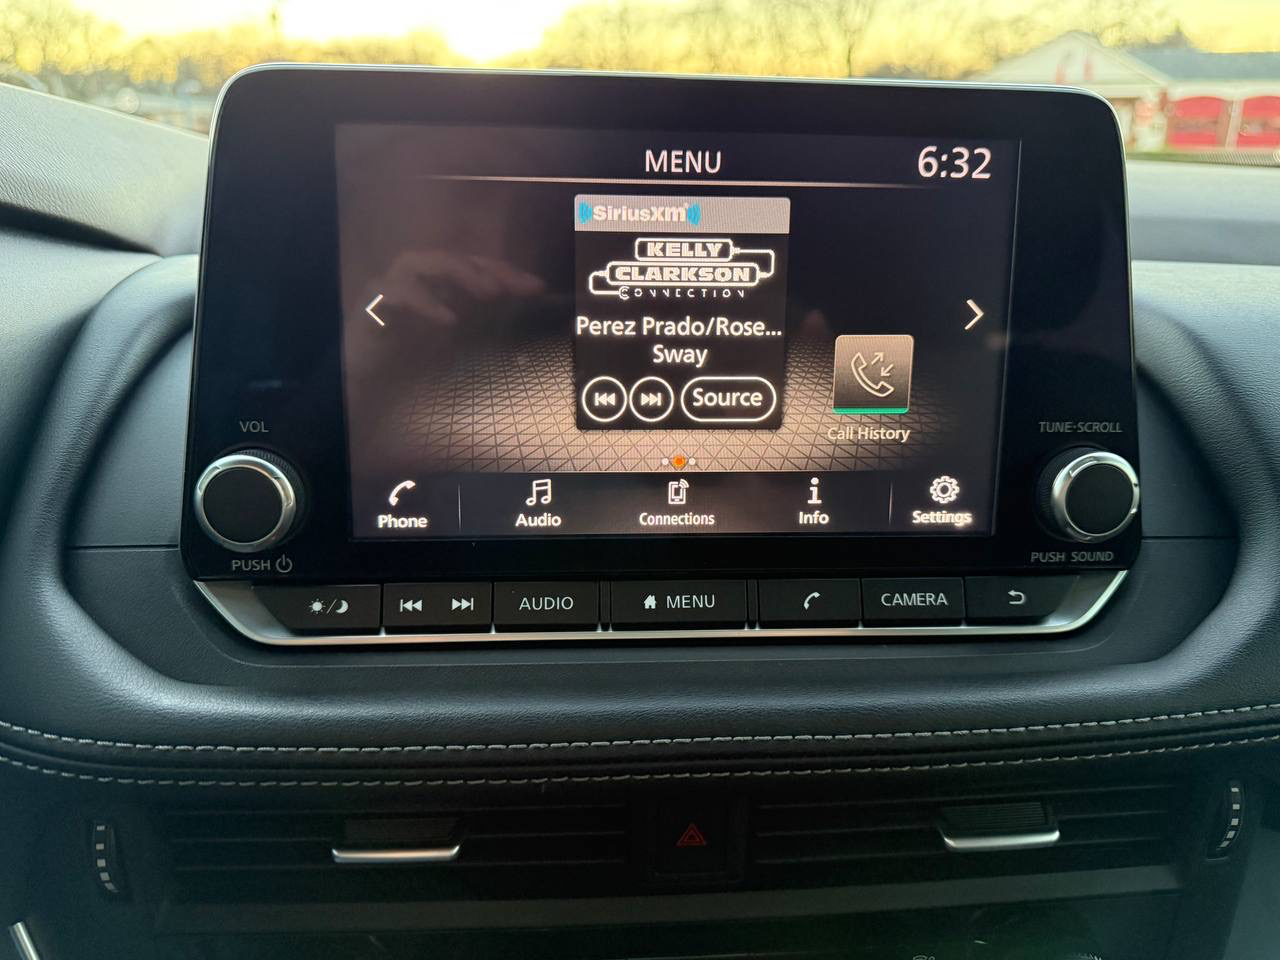 MENU
6:32
SiriusXm
KELLY
CLARKSON
CONNECTION
Perez Prado/Rose...
Sway
Source
Call History
Phone
Audio
Connections
Info
Settings
VOL
PUSH
TUNE·SCROLL
PUSH SOUND
AUDIO
MENU
CAMERA